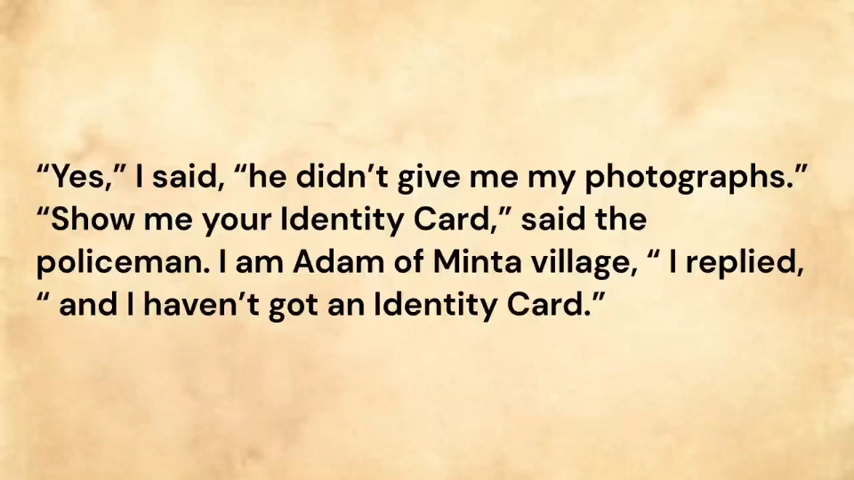 “Yes,” I said, “he didn’t give me my photographs.”
“Show me your Identity Card,” said the
policeman. I am Adam of Minta village, “ I replied,
“ and I haven’t got an Identity Card.”